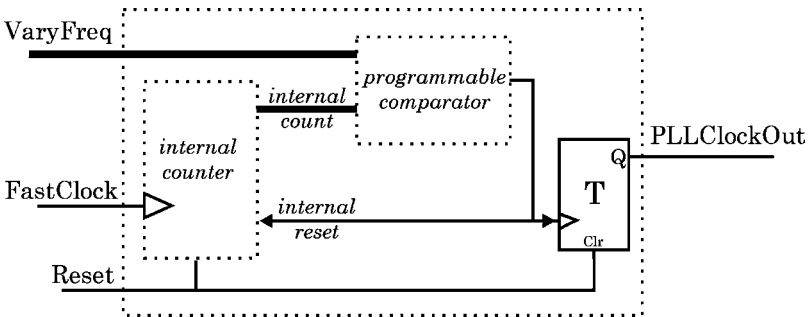 VaryFreq
programmable
comparator
internal
count
internal
counter
PLLClockOut
Q
T
FastClock
internal
reset
Clr
Reset